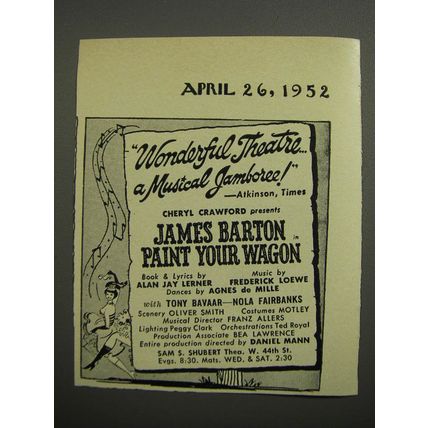 APRIL 26, 1952
"Wonderful Theatre...
a Musical Jamboree!"
—Atkinson, Times
CHERYL CRAWFORD presents
JAMES BARTON in
PAINT YOUR WAGON
Book & Lyrics by Music by
ALAN JAY LERNER FREDERICK LOEWE
Dances by AGNES de MILLE
with TONY BAVAAR—NOLA FAIRBANKS
Scenery OLIVER SMITH Costumes MOTLEY
Musical Director FRANZ ALLERS
Lighting Peggy Clark Orchestrations Ted Royal
Production Associate BEA LAWRENCE
Entire production directed by DANIEL MANN
SAM S. SHUBERT Thea. W. 44th St.
Evgs. 8:30. Mats. WED. & SAT. 2:30